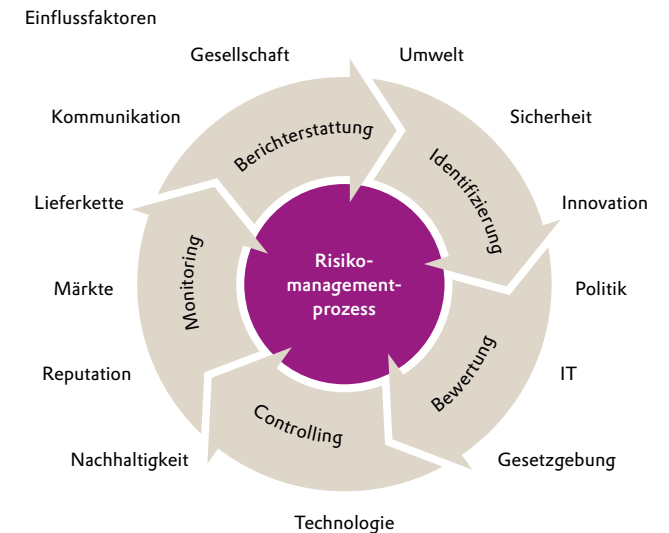 Einflussfaktoren
Gesellschaft
Umwelt
Kommunikation
Sicherheit
Berichterstattung
Identifizierung
Lieferkette
Innovation
Monitoring
Risiko-
management-
prozess
Märkte
Politik
Reputation
IT
Bewertung
Controlling
Nachhaltigkeit
Gesetzgebung
Technologie